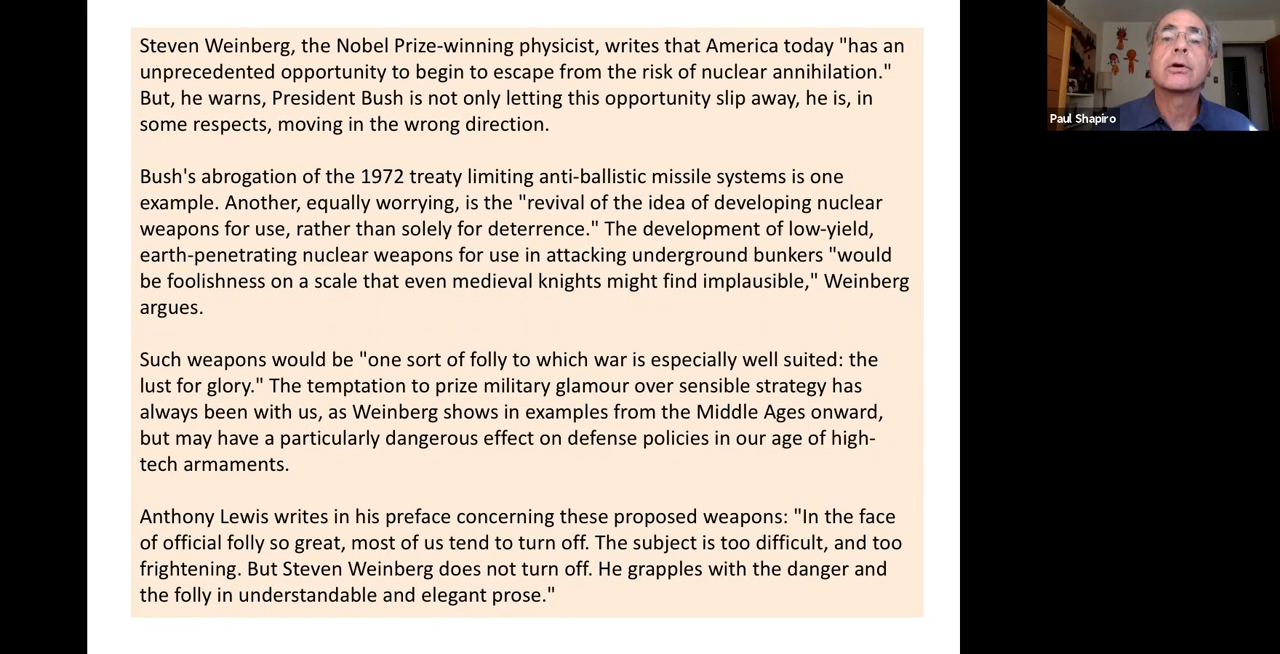 Steven Weinberg, the Nobel Prize-winning physicist, writes that America today "has an
unprecedented opportunity to begin to escape from the risk of nuclear annihilation."
But, he warns, President Bush is not only letting this opportunity slip away, he is, in
some respects, moving in the wrong direction.
Bush's abrogation of the 1972 treaty limiting anti-ballistic missile systems is one
example. Another, equally worrying, is the "revival of the idea of developing nuclear
weapons for use, rather than solely for deterrence." The development of low-yield,
earth-penetrating nuclear weapons for use in attacking underground bunkers "would
be foolishness on a scale that even medieval knights might find implausible," Weinberg
argues.
Such weapons would be "one sort of folly to which war is especially well suited: the
lust for glory." The temptation to prize military glamour over sensible strategy has
always been with us, as Weinberg shows in examples from the Middle Ages onward,
but may have a particularly dangerous effect on defense policies in our age of high-
tech armaments.
Anthony Lewis writes in his preface concerning these proposed weapons: "In the face
of official folly so great, most of us tend to turn off. The subject is too difficult, and too
frightening. But Steven Weinberg does not turn off. He grapples with the danger and
the folly in understandable and elegant prose."
Paul Shapiro